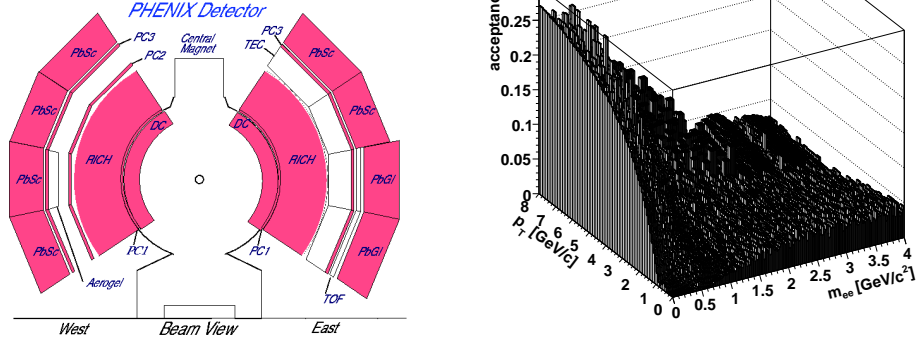 PHENIX Detector
PC3
PC2
Central
Magnet
TEC
PC3
PbSc
PbSc
PbSc
PbSc
PbSc
PbSc
PbGl
PbGl
DC
DC
RICH
RICH
PC1
PC1
Aerogel
TOF
West
Beam View
East
acceptance
0.25
0.2
0.15
0.1
0.05
0
8
7
6
5
4
3
2
1
0
pT [GeV/c]
0
0.5
1
1.5
2
2.5
3
3.5
4
mee [GeV/c²]